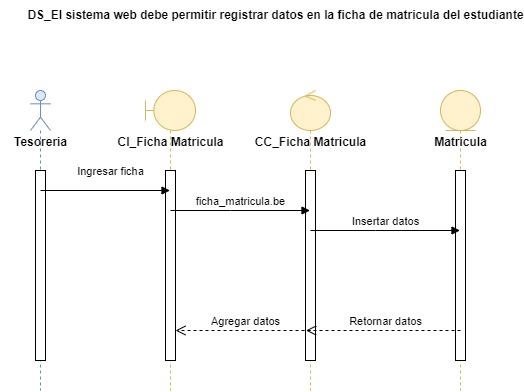 DS_El sistema web debe permitir registrar datos en la ficha de matricula del estudiante
Tesoreria
CI_Ficha Matricula
CC_Ficha Matricula
Matricula
Ingresar ficha
ficha_matricula.be
Insertar datos
Agregar datos
Retornar datos